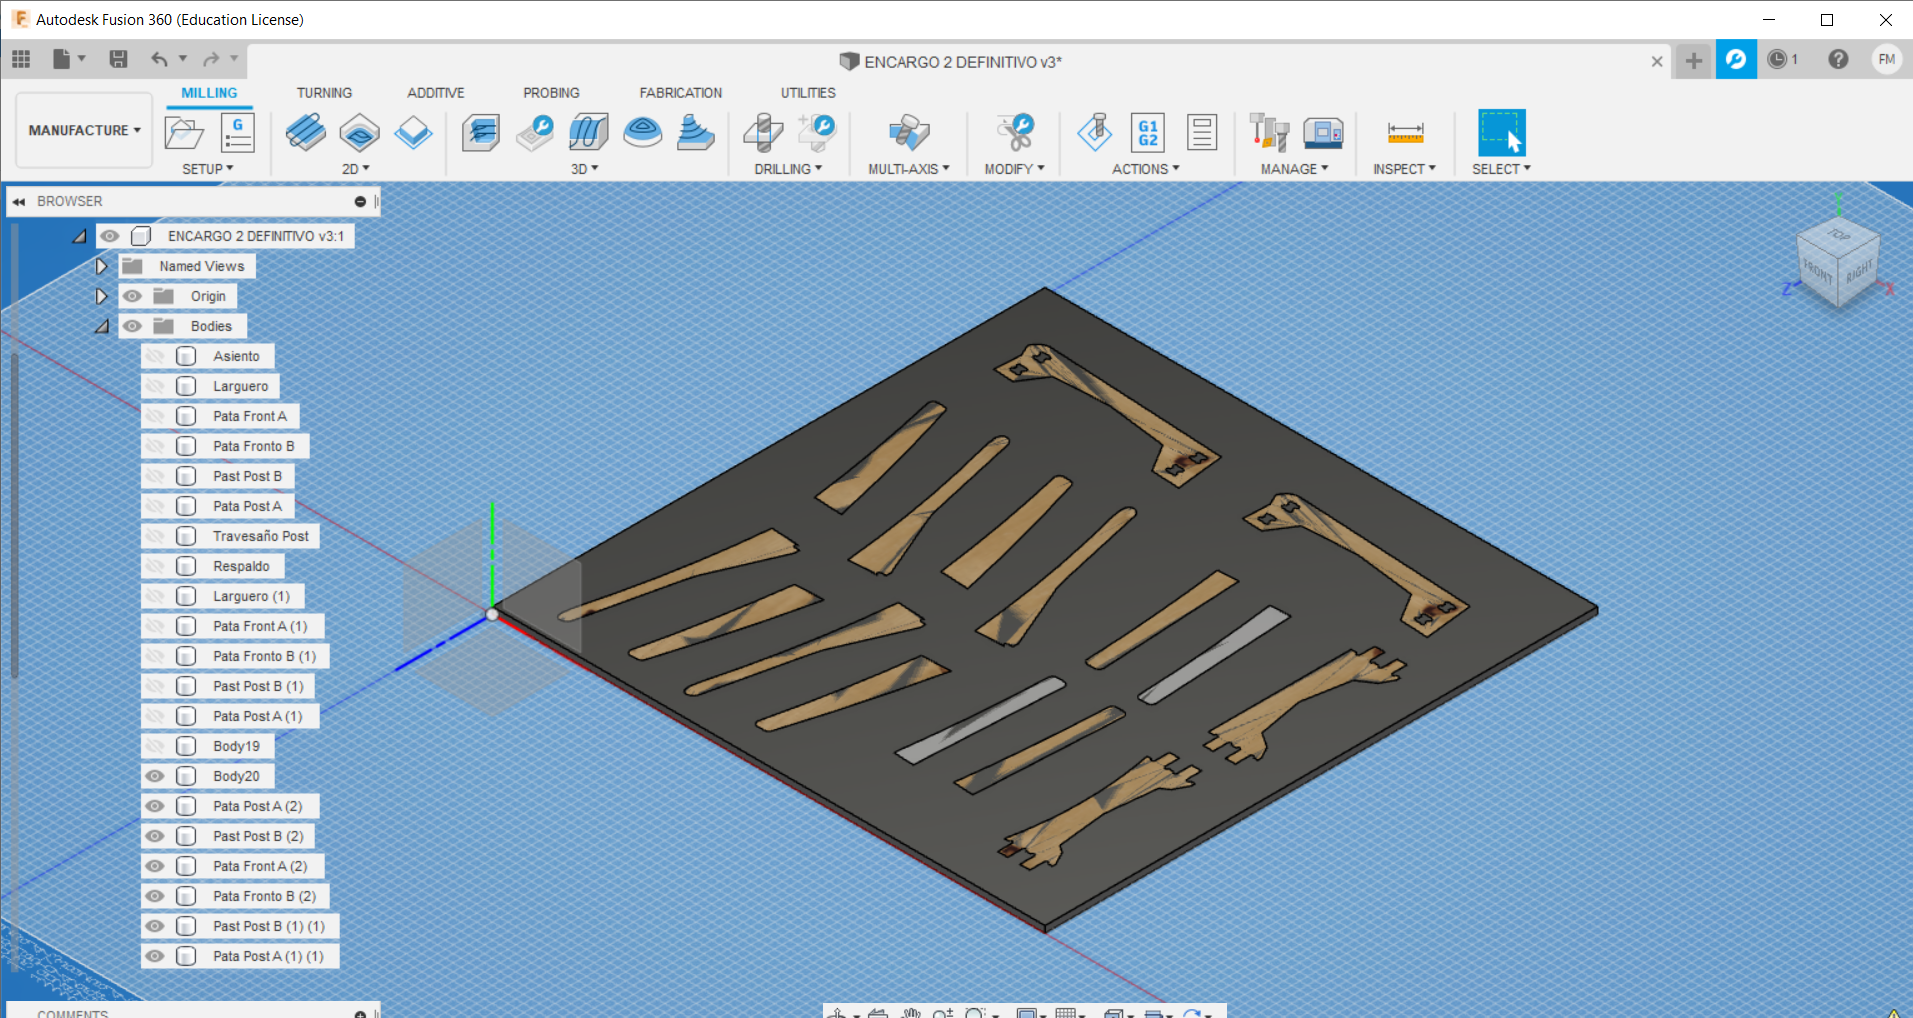 Autodesk Fusion 360 (Education License)
ENCARGO 2 DEFINITIVO v3*
1
FM
MILLING TURNING ADDITIVE PROBING FABRICATION UTILITIES
MANUFACTURE
G
G1
G2
SETUP 2D 3D DRILLING MULTI-AXIS MODIFY ACTIONS MANAGE INSPECT SELECT
BROWSER
ENCARGO 2 DEFINITIVO v3:1
Named Views
Origin
Bodies
Asiento
Larguero
Pata Front A
Pata Fronto B
Past Post B
Pata Post A
Travesaño Post
Respaldo
Larguero (1)
Pata Front A (1)
Pata Fronto B (1)
Past Post B (1)
Pata Post A (1)
Body19
Body20
Pata Post A (2)
Past Post B (2)
Pata Front A (2)
Pata Fronto B (2)
Past Post B (1) (1)
Pata Post A (1) (1)
COMMENTS
Y
TOP
FRONT
RIGHT
Z
X